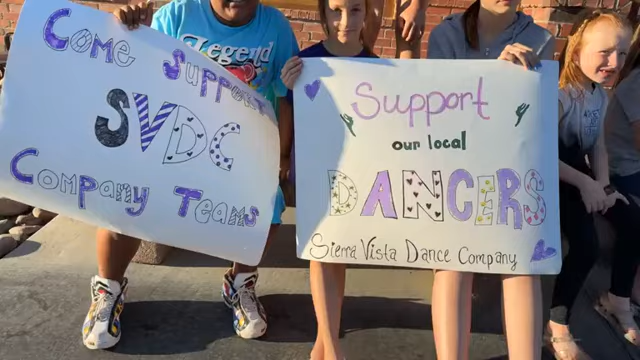 Come
Support
SVDC
Company Teams
Legend
Support
our local
DANCERS
Sierra Vista Dance Company